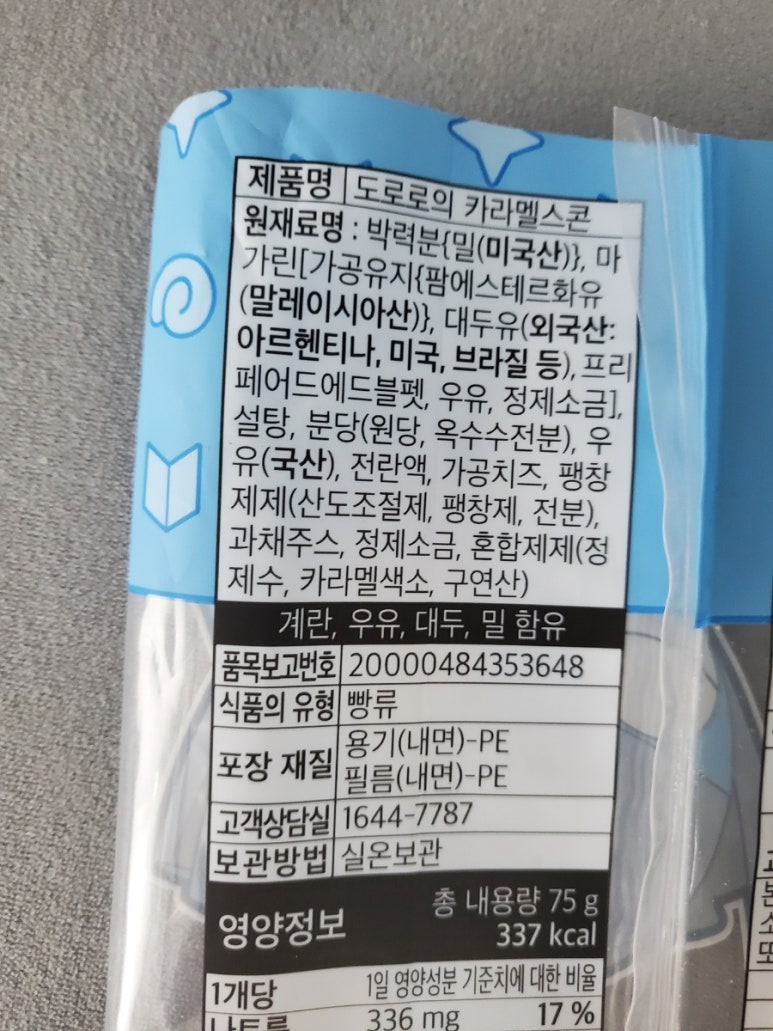 제품명 도로로의 카라멜스콘
원재료명 : 박력분{밀(미국산)}, 마
가린[가공유지{팜에스테르화유
(말레이시아산)}, 대두유(외국산:
아르헨티나, 미국, 브라질 등), 프리
페어드에드블펫, 우유, 정제소금],
설탕, 분당(원당, 옥수수전분), 우
유(국산), 전란액, 가공치즈, 팽창
제제(산도조절제, 팽창제, 전분),
과채주스, 정제소금, 혼합제제(정
제수, 카라멜색소, 구연산)
계란, 우유, 대두, 밀 함유
품목보고번호 20000484353648
식품의 유형 빵류
포장 재질 용기(내면)-PE
필름(내면)-PE
고객상담실 1644-7787
보관방법 실온보관
영양정보 총 내용량 75 g
337 kcal
1개당 1일 영양성분 기준치에 대한 비율
나트륨 336 mg 17 %